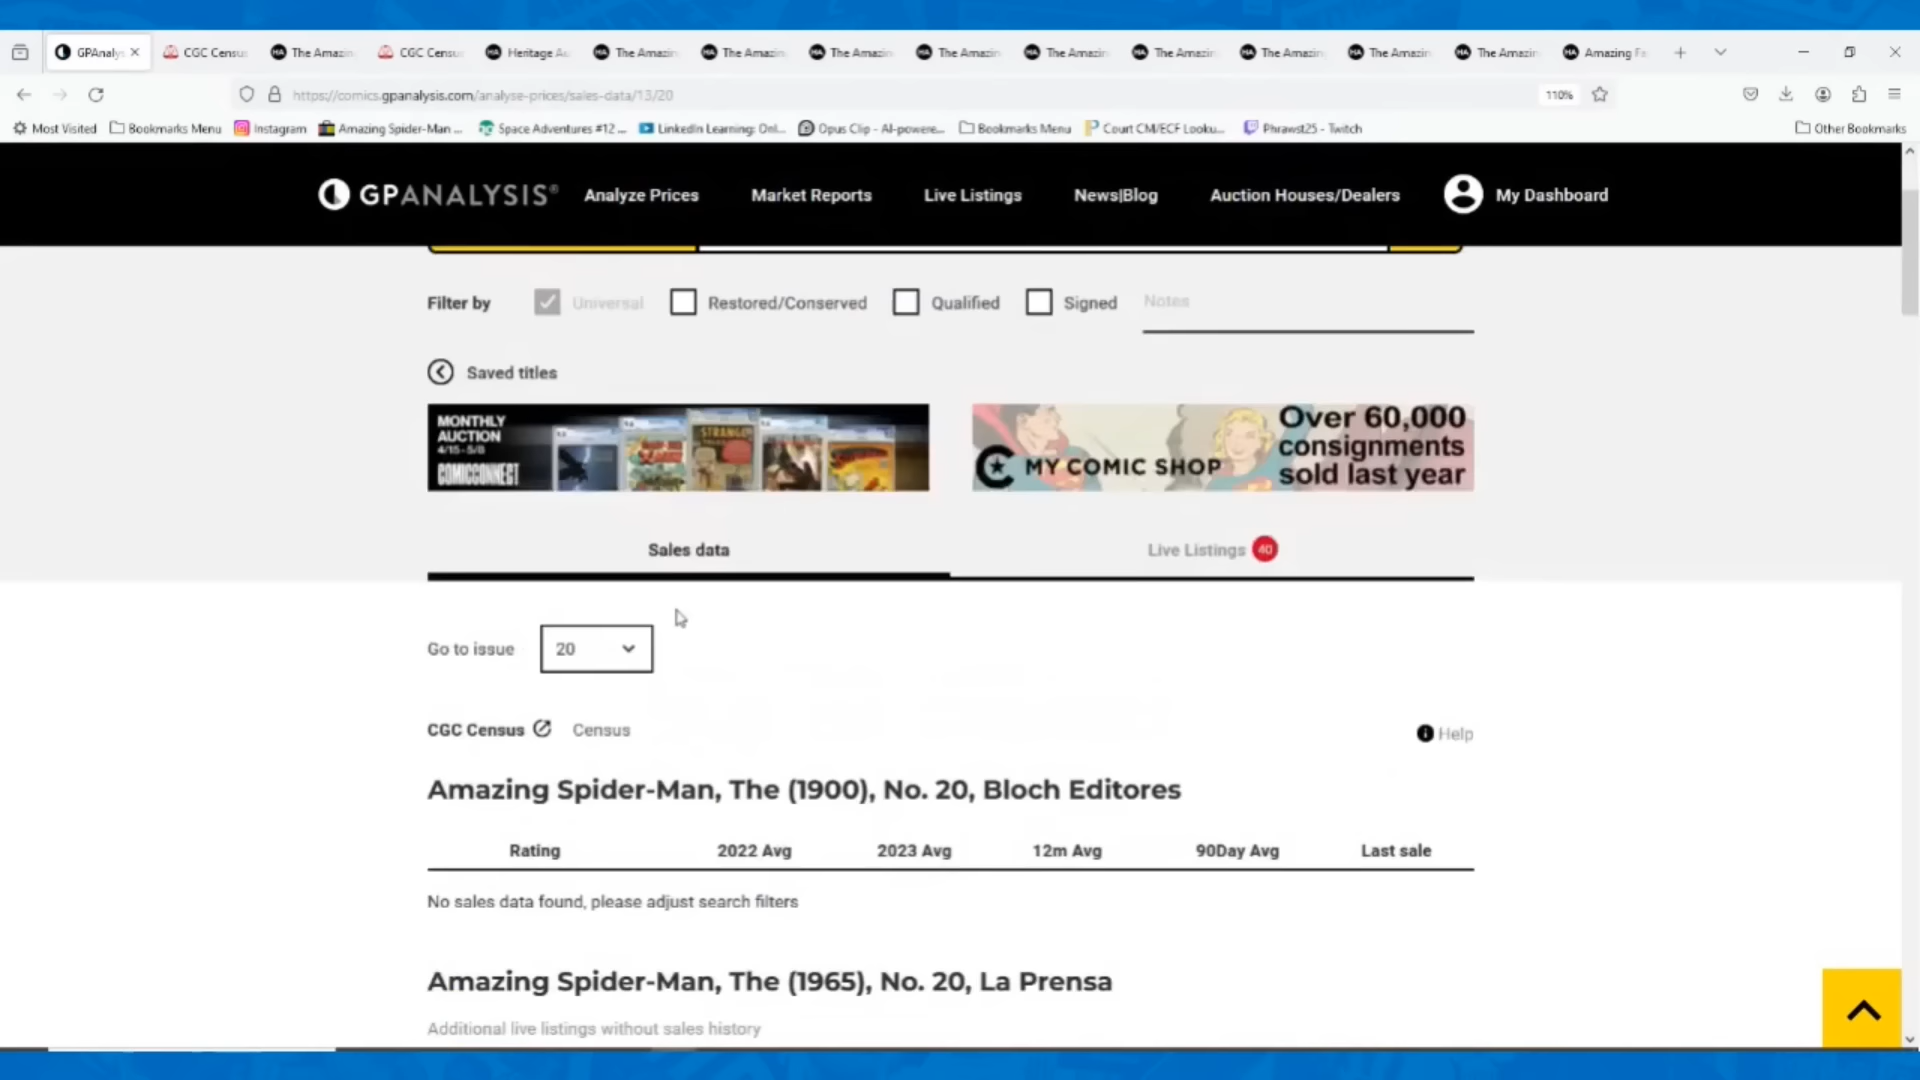 GPAnaly
CGC Census
The Amazin
CGC Census
Heritage Au
The Amazin
The Amazin
The Amazin
The Amazin
The Amazin
The Amazin
The Amazin
The Amazin
The Amazin
Amazing Fa
https://comics.gpanalysis.com/analyse-prices/sales-data/13/20
110%
Most Visited
Bookmarks Menu
Instagram
Amazing Spider-Man ...
Space Adventures #12 ...
LinkedIn Learning: Onl...
Opus Clip - AI-powere...
Bookmarks Menu
Court CM/ECF Looku...
Phrawst25 - Twitch
Other Bookmarks
GPANALYSIS®
Analyze Prices
Market Reports
Live Listings
News|Blog
Auction Houses/Dealers
My Dashboard
Filter by
Universal
Restored/Conserved
Qualified
Signed
Notes
Saved titles
MONTHLY
AUCTION
4/15 - 5/8
COMICCONNECT
STRANGE
MY COMIC SHOP
Over 60,000
consignments
sold last year
Sales data
Live Listings 40
Go to issue 20
CGC Census Census
Help
Amazing Spider-Man, The (1900), No. 20, Bloch Editores
Rating 2022 Avg 2023 Avg 12m Avg 90Day Avg Last sale
No sales data found, please adjust search filters
Amazing Spider-Man, The (1965), No. 20, La Prensa
Additional live listings without sales history